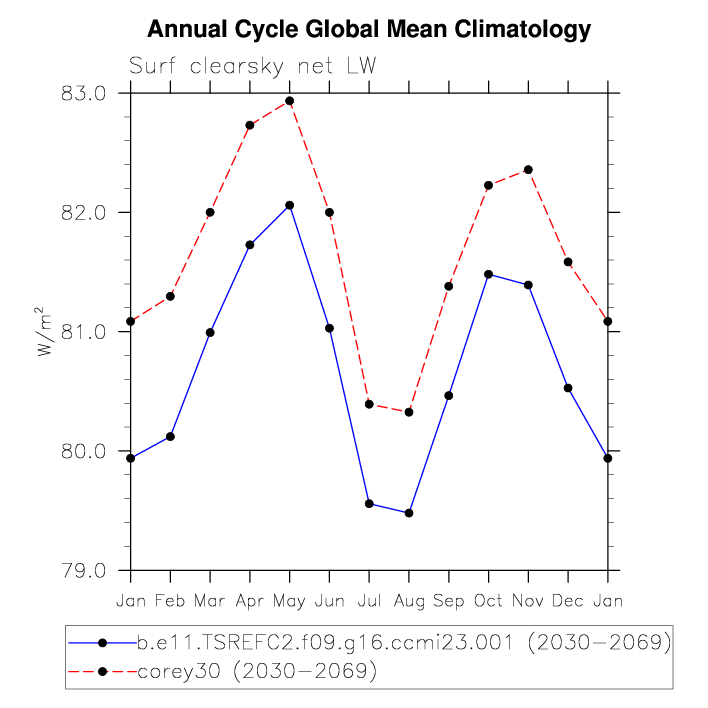 Annual Cycle Global Mean Climatology
Surf clearsky net LW
83.0
82.0
81.0
80.0
79.0
W/m²
Jan Feb Mar Apr May Jun Jul Aug Sep Oct Nov Dec Jan
b.e11.TSREFC2.f09.g16.ccmi23.001 (2030−2069)
corey30 (2030−2069)